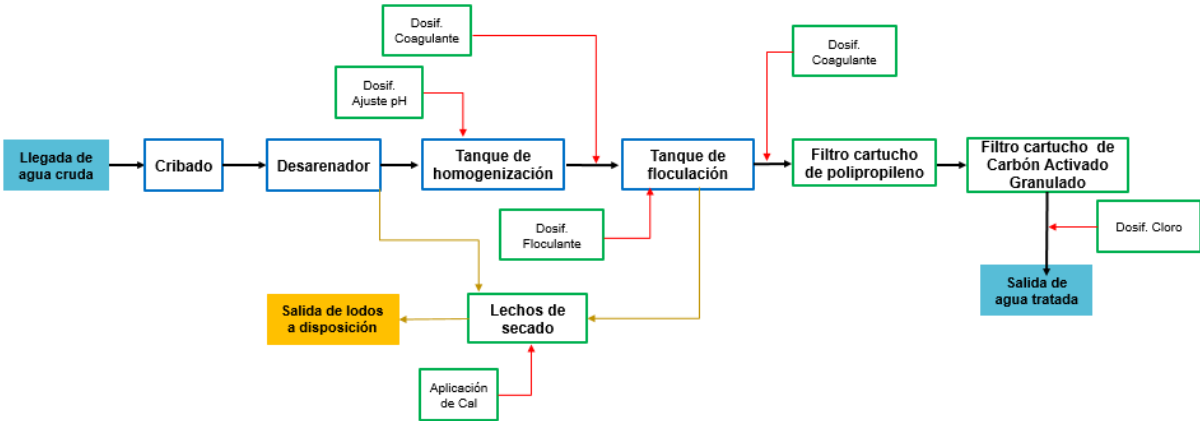 Dosif.
Coagulante
Dosif.
Coagulante
Dosif.
Ajuste pH
Llegada de
agua cruda
Cribado
Desarenador
Tanque de
homogenización
Tanque de
floculación
Filtro cartucho
de polipropileno
Filtro cartucho de
Carbón Activado
Granulado
Dosif.
Floculante
Dosif. Cloro
Salida de lodos
a disposición
Lechos de
secado
Salida de
agua tratada
Aplicación
de Cal